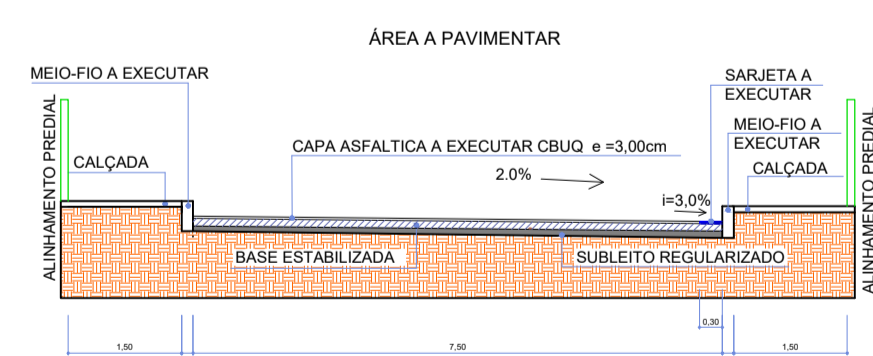 ÁREA A PAVIMENTAR
MEIO-FIO A EXECUTAR
SARJETA A
EXECUTAR
ALINHAMENTO PREDIAL
CALÇADA
CAPA ASFALTICA A EXECUTAR CBUQ e =3,00cm
MEIO-FIO A
EXECUTAR
CALÇADA
ALINHAMENTO PREDIAL
2.0%
i=3,0%
BASE ESTABILIZADA
SUBLEITO REGULARIZADO
0,30
1,50
7,50
1,50